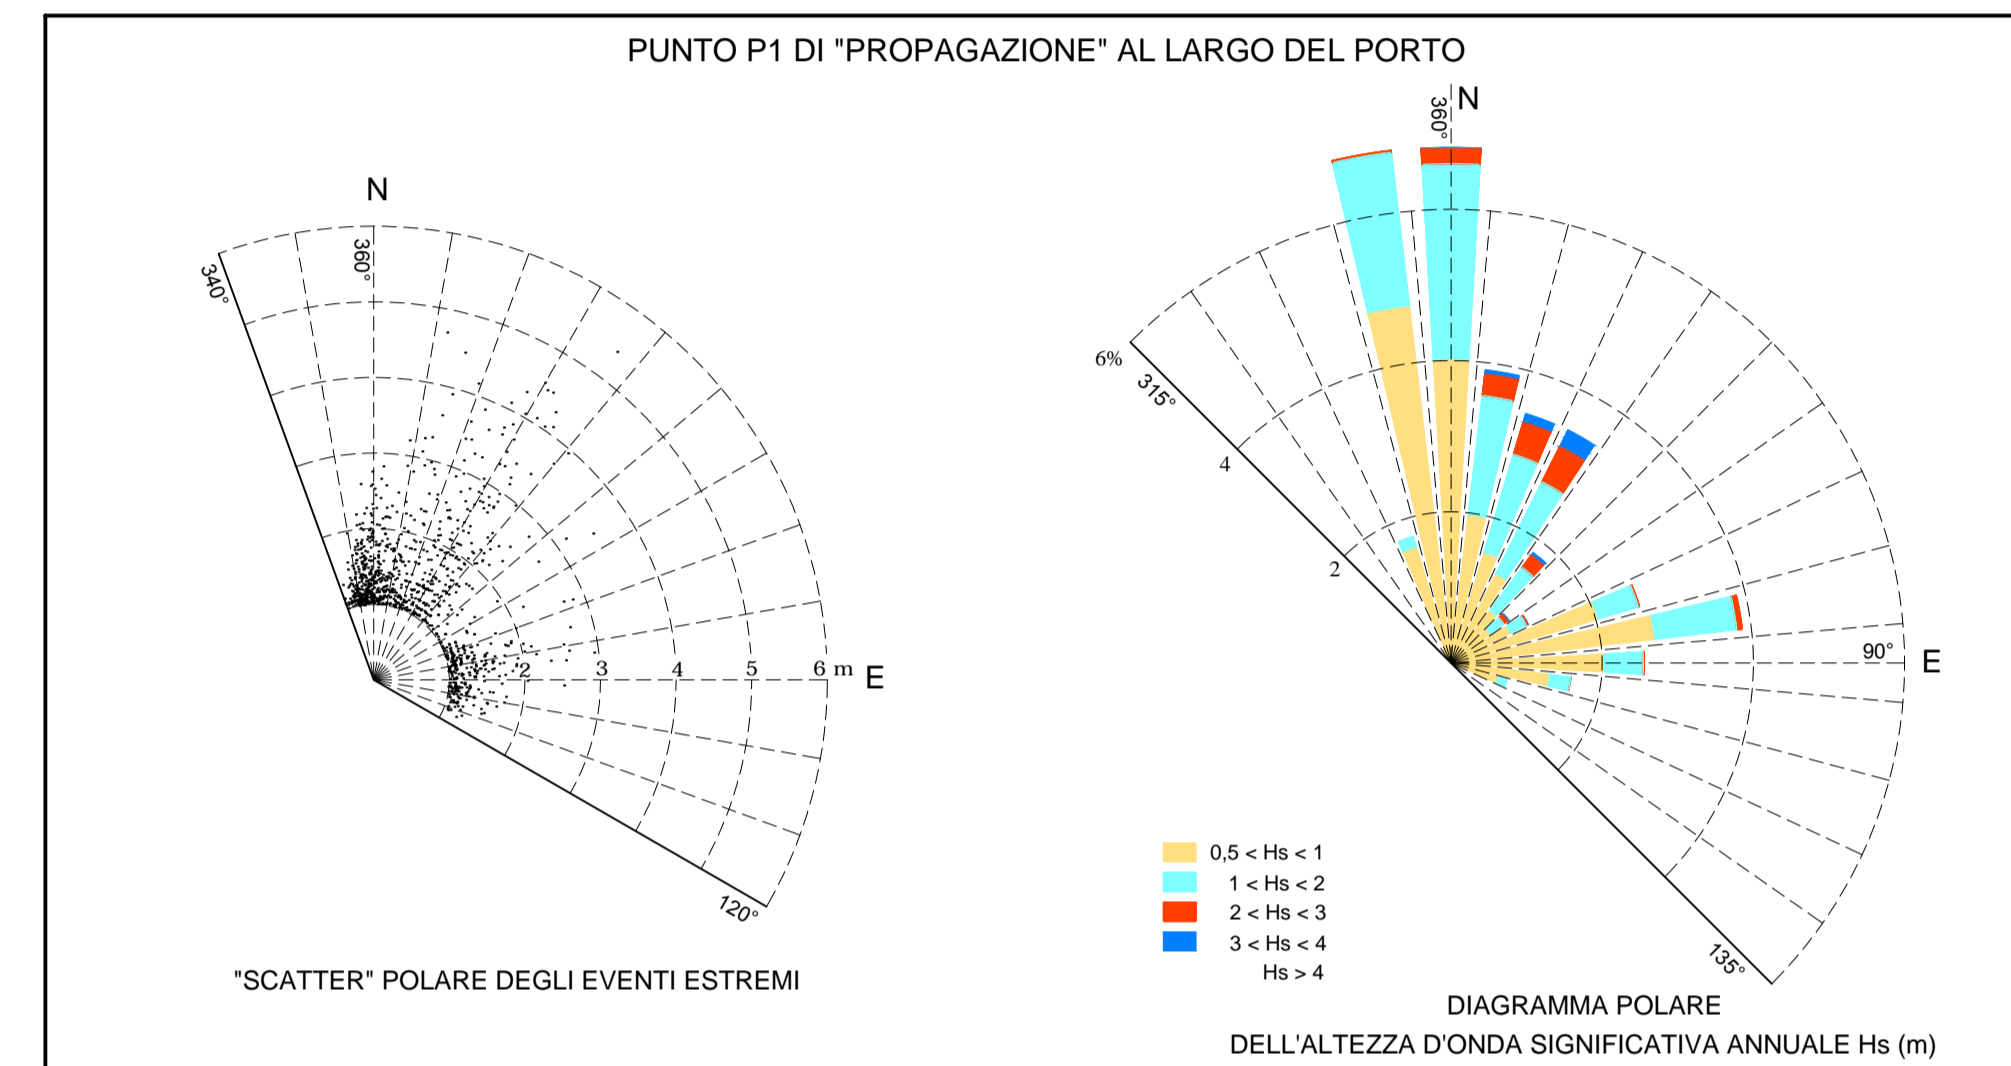 PUNTO P1 DI "PROPAGAZIONE" AL LARGO DEL PORTO
N
360°
340°
2
3
4
5
6 m
E
120°
"SCATTER" POLARE DEGLI EVENTI ESTREMI
N
360°
6%
315°
4
2
90°
E
135°
0,5 < Hs < 1
1 < Hs < 2
2 < Hs < 3
3 < Hs < 4
Hs > 4
DIAGRAMMA POLARE
DELL'ALTEZZA D'ONDA SIGNIFICATIVA ANNUALE Hs (m)